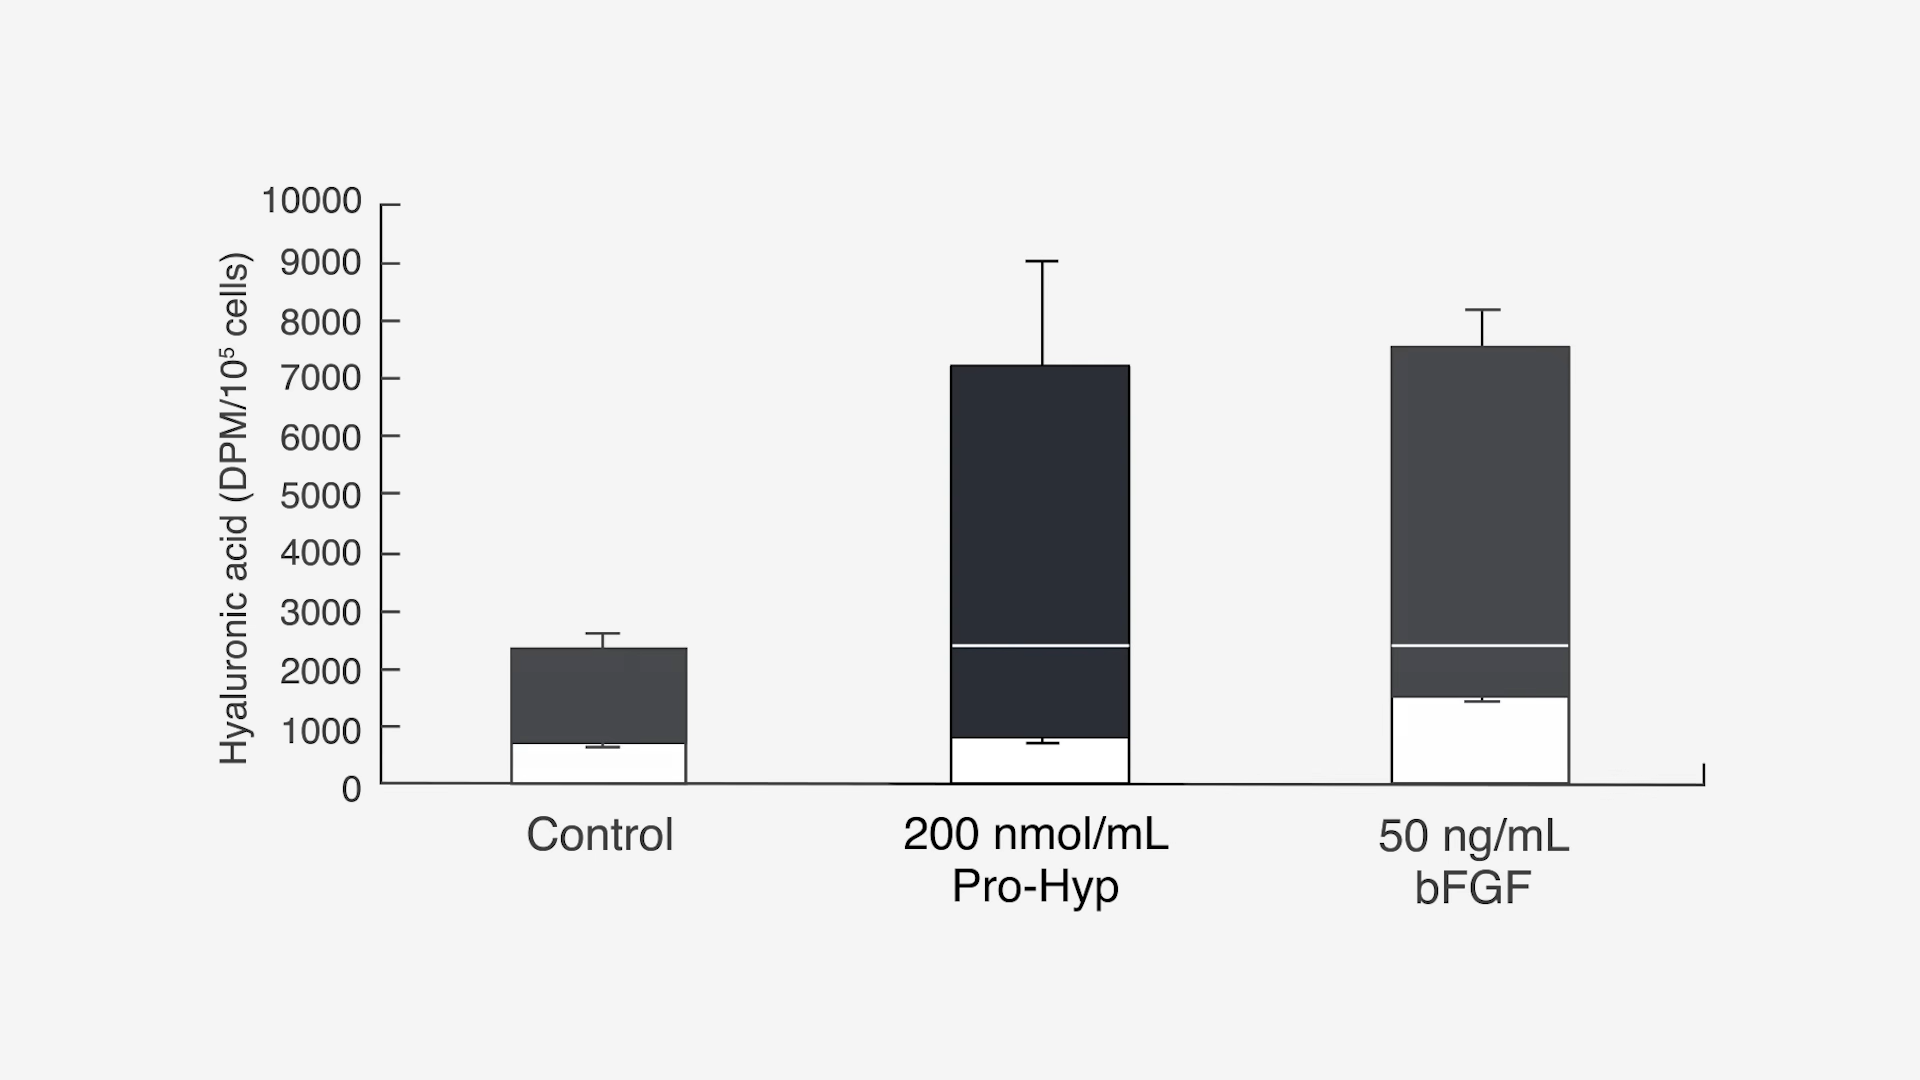 Hyaluronic acid (DPM/10⁵ cells)
10000
9000
8000
7000
6000
5000
4000
3000
2000
1000
0
Control
200 nmol/mL
Pro-Hyp
50 ng/mL
bFGF